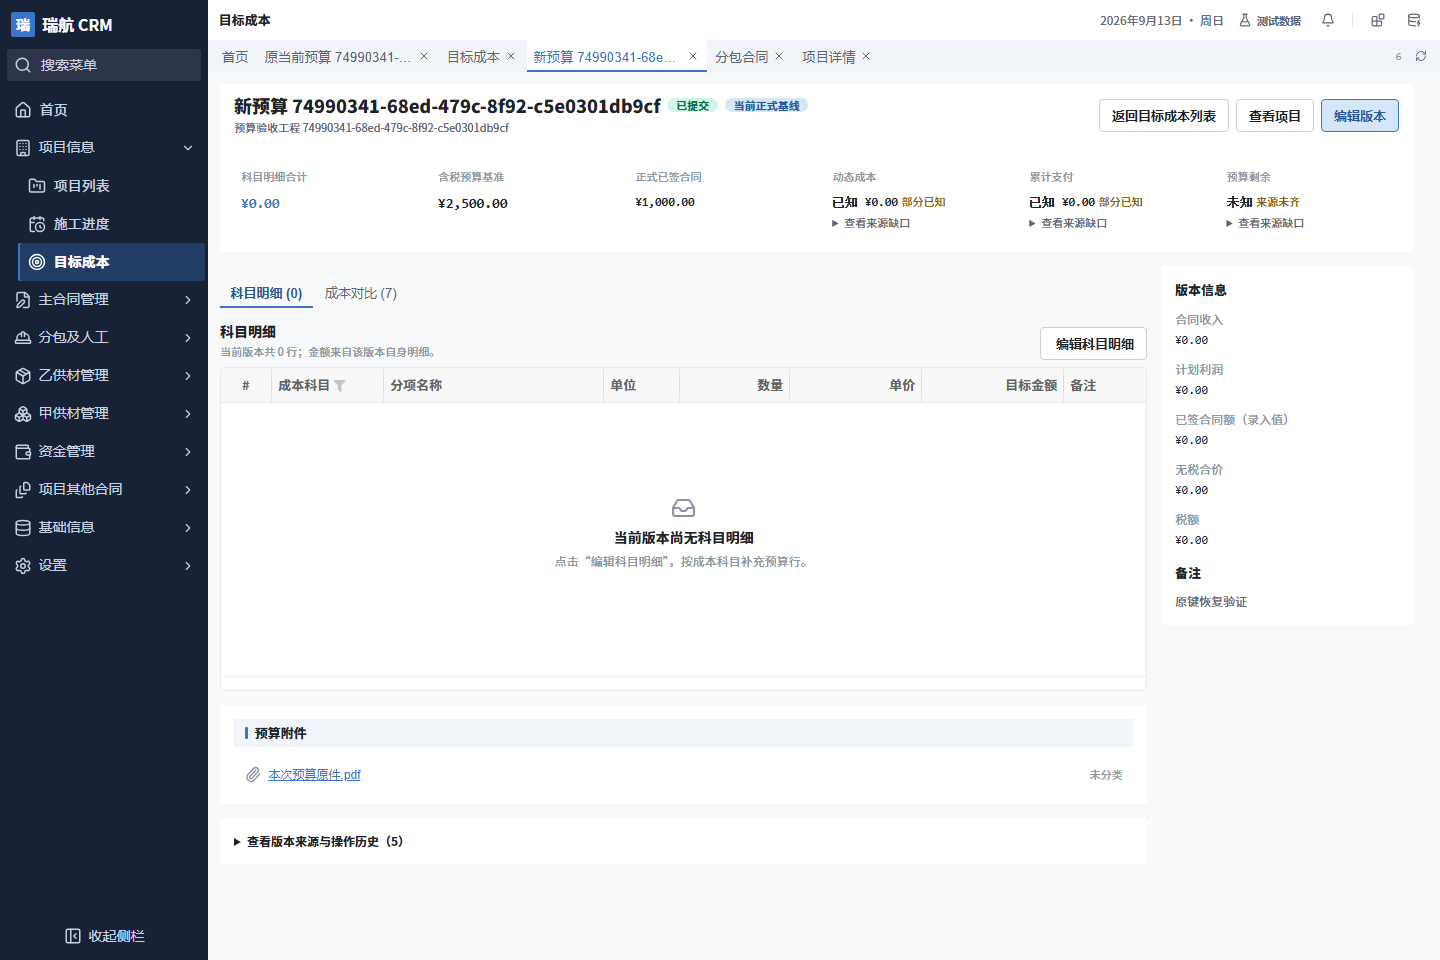 瑞 瑞航 CRM
搜索菜单
首页
项目信息
项目列表
施工进度
目标成本
主合同管理
分包及人工
乙供材管理
甲供材管理
资金管理
项目其他合同
基础信息
设置
收起侧栏
目标成本
2026年9月13日 · 周日 测试数据
首页 原当前预算 74990341-... 目标成本 新预算 74990341-68e... 分包合同 项目详情 6
新预算 74990341-68ed-479c-8f92-c5e0301db9cf 已提交 当前正式基线
预算验收工程 74990341-68ed-479c-8f92-c5e0301db9cf
返回目标成本列表 查看项目 编辑版本
科目明细合计 含税预算基准 正式已签合同 动态成本 累计支付 预算剩余
¥0.00 ¥2,500.00 ¥1,000.00 已知 ¥0.00 部分已知 已知 ¥0.00 部分已知 未知 来源未齐
查看来源缺口 查看来源缺口 查看来源缺口
科目明细 (0) 成本对比 (7)
科目明细
当前版本共 0 行；金额来自该版本自身明细。
编辑科目明细
# 成本科目 分项名称 单位 数量 单价 目标金额 备注
当前版本尚无科目明细
点击“编辑科目明细”，按成本科目补充预算行。
预算附件
本次预算原件.pdf 未分类
查看版本来源与操作历史（5）
版本信息
合同收入
¥0.00
计划利润
¥0.00
已签合同额（录入值）
¥0.00
无税合价
¥0.00
税额
¥0.00
备注
原键恢复验证